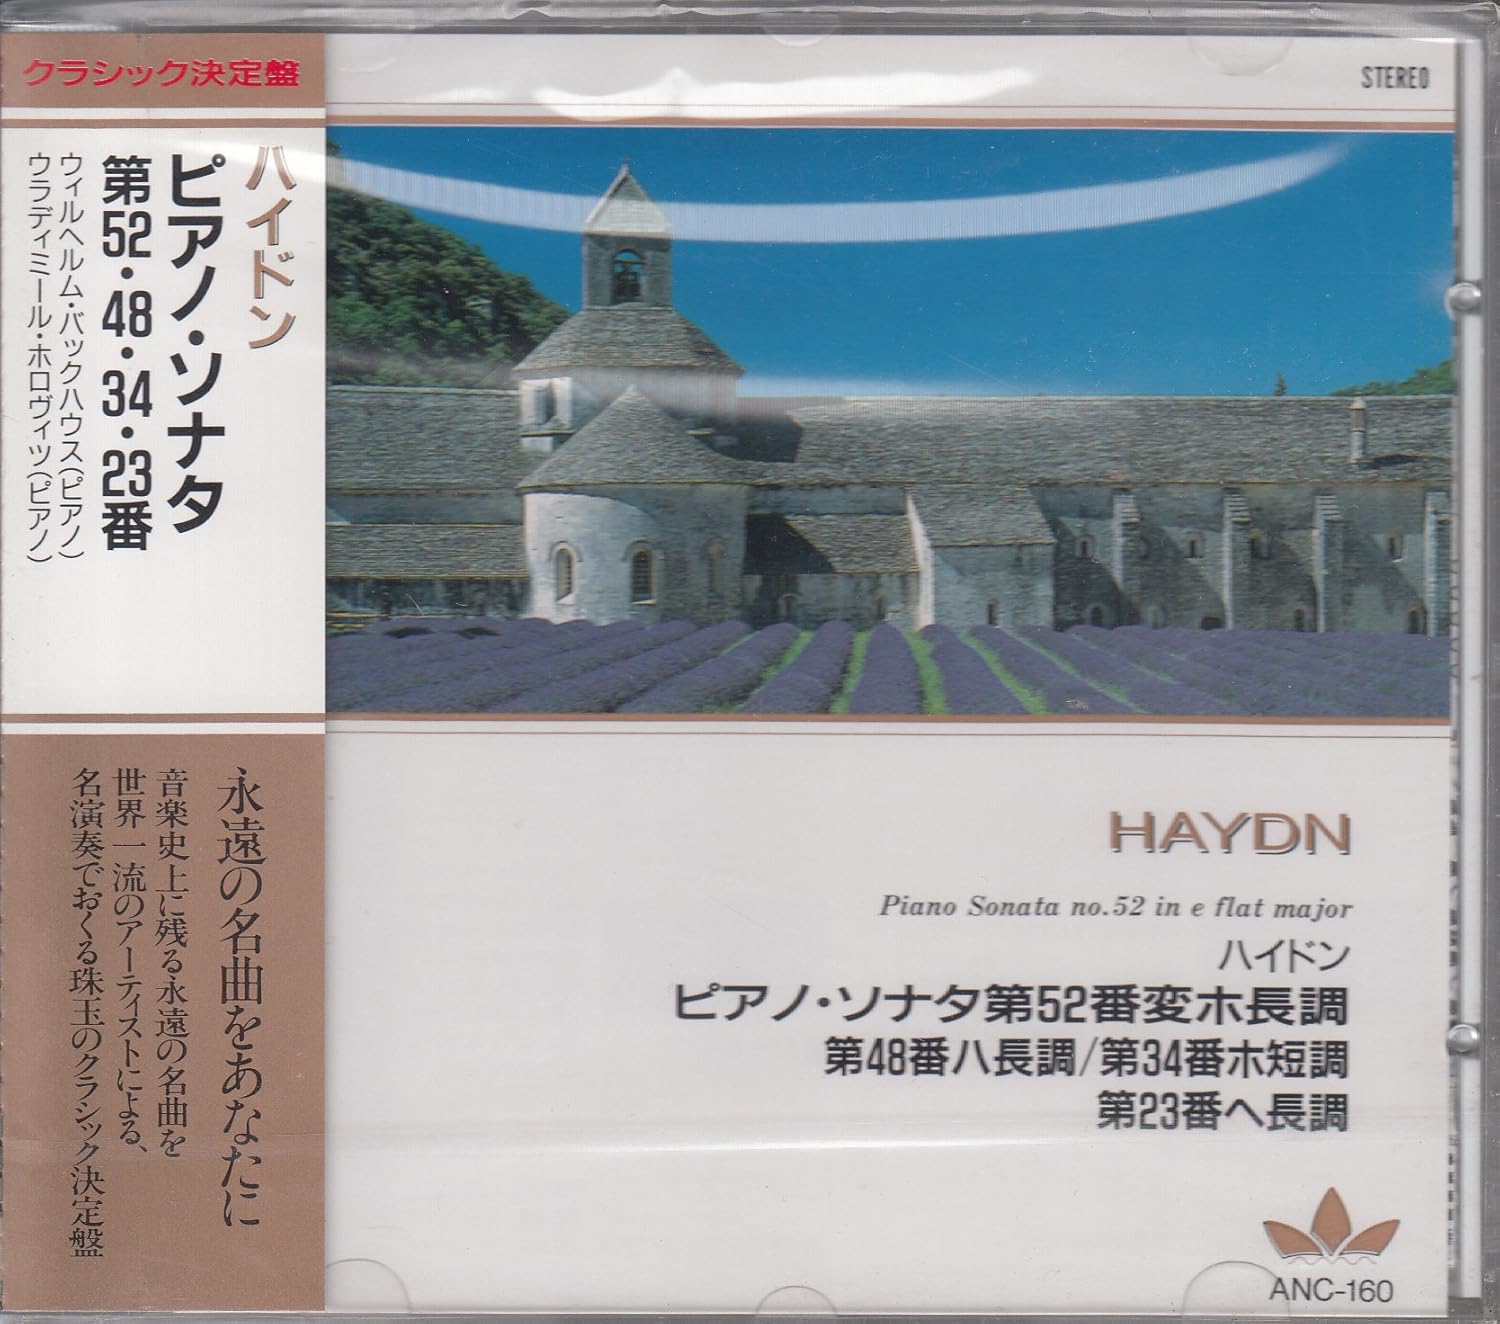 クラシック決定盤
ハイドン
ピアノ・ソナタ
第52・48・34・23番
ウィルヘルム・バックハウス(ピアノ)
ウラディミール・ホロヴィツ(ピアノ)
永遠の名曲をあなたに
音楽史上に残る永遠の名曲を
世界一流のアーティストによる、
名演奏でおくる珠玉のクラシック決定盤
STEREO
HAYDN
Piano Sonata no.52 in e flat major
ハイドン
ピアノ・ソナタ第52番変ホ長調
第48番ハ長調/第34番ホ短調
第23番ヘ長調
ANC-160